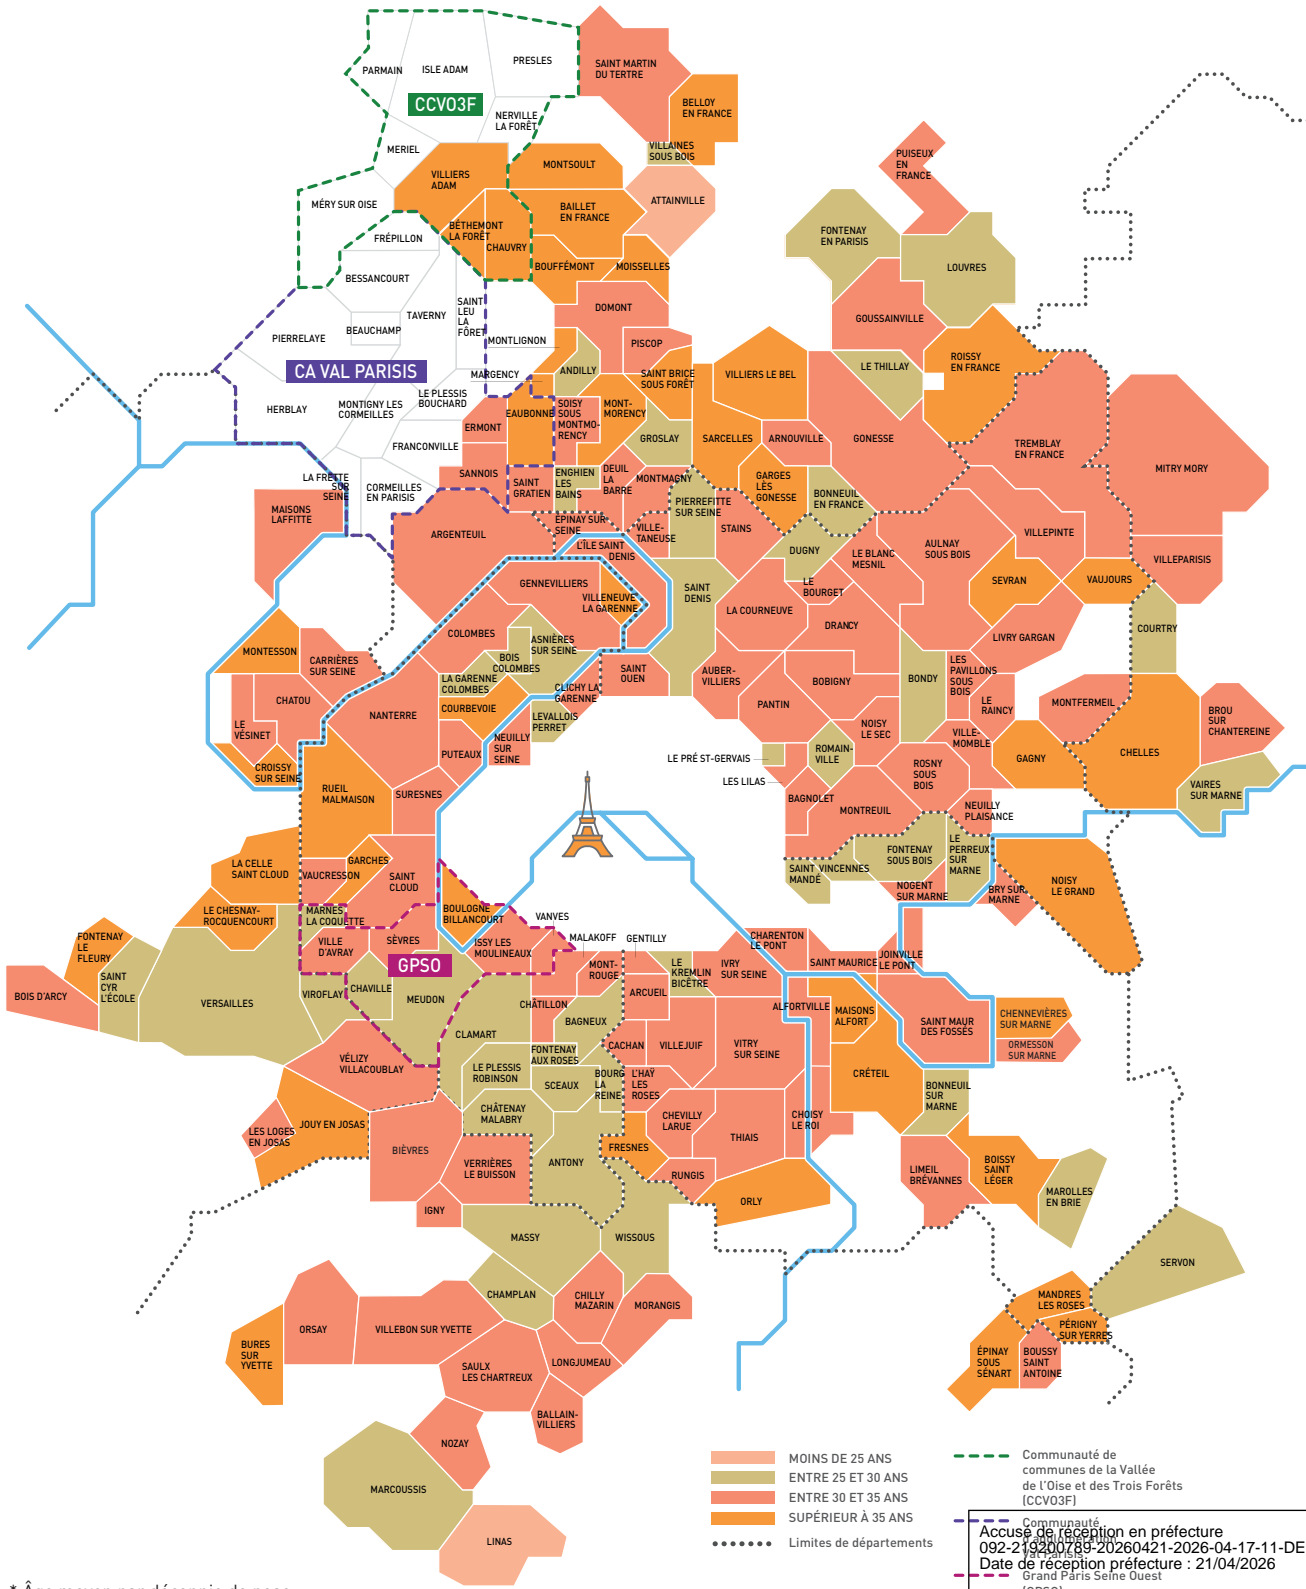 PARMAIN
ISLE ADAM
PRESLES
SAINT MARTIN
DU TERTRE
CCVO3F
NERVILLE
LA FORÊT
BELLOY
EN FRANCE
MERIEL
VILLIERS
ADAM
MONTSOULT
VILLAINES
SOUS BOIS
PUISEUX
EN
FRANCE
MÉRY SUR OISE
BAILLET
EN FRANCE
ATTAINVILLE
FRÉPILLON
BÉTHEMONT
LA FORÊT
CHAUVRY
FONTENAY
EN PARISIS
BESSANCOURT
BOUFFÉMONT
MOISSELLES
LOUVRES
PIERRELAYE
BEAUCHAMP
TAVERNY
SAINT
LEU
LA
FÔRET
DOMONT
GOUSSAINVILLE
MONTLIGNON
PISCOP
CA VAL PARISIS
MARGENCY
ANDILLY
SAINT BRICE
SOUS FORÊT
VILLIERS LE BEL
LE THILLAY
ROISSY
EN FRANCE
HERBLAY
MONTIGNY LES
CORMEILLES
LE PLESSIS
BOUCHARD
EAUBONNE
SOISY
SOUS
MONTMO-
RENCY
MONT-
MORENCY
ERMONT
GROSLAY
SARCELLES
ARNOUVILLE
GONESSE
TREMBLAY
EN FRANCE
MITRY MORY
FRANCONVILLE
LA FRETTE
SUR
SEINE
CORMEILLES
EN PARISIS
SANNOIS
SAINT
GRATIEN
ENGHIEN
LES
BAINS
DEUIL
LA
BARRE
MONTMAGNY
GARGES
LÈS
GONESSE
BONNEUIL
EN FRANCE
MAISONS
LAFFITTE
ARGENTEUIL
ÉPINAY SUR
SEINE
VILLE-
TANEUSE
PIERREFITTE
SUR SEINE
STAINS
L'ÎLE SAINT
DENIS
DUGNY
LE BLANC
MESNIL
AULNAY
SOUS BOIS
VILLEPINTE
VILLEPARISIS
GENNEVILLIERS
VILLENEUVE
LA GARENNE
SAINT
DENIS
LA COURNEUVE
LE
BOURGET
DRANCY
SEVRAN
VAUJOURS
COLOMBES
ASNIÈRES
SUR SEINE
BOIS
COLOMBES
LIVRY GARGAN
COURTRY
MONTESSON
CARRIÈRES
SUR SEINE
LA GARENNE
COLOMBES
CLICHY LA
GARENNE
SAINT
OUEN
AUBER-
VILLIERS
BOBIGNY
BONDY
LES
PAVILLONS
SOUS
BOIS
CHATOU
COURBEVOIE
LEVALLOIS
PERRET
PANTIN
LE
RAINCY
MONTFERMEIL
BROU
SUR
CHANTEREINE
LE
VÉSINET
NANTERRE
NOISY
LE SEC
VILLE-
MOMBLE
PUTEAUX
NEUILLY
SUR
SEINE
LE PRÉ ST-GERVAIS
ROMAIN-
VILLE
GAGNY
CHELLES
CROISSY
SUR SEINE
RUEIL
MALMAISON
SURESNES
LES LILAS
BAGNOLET
MONTREUIL
ROSNY
SOUS
BOIS
NEUILLY
PLAISANCE
VAIRES
SUR MARNE
LA CELLE
SAINT CLOUD
GARCHES
VAUCRESSON
SAINT
CLOUD
SAINT
MANDÉ
VINCENNES
FONTENAY
SOUS BOIS
LE
PERREUX
SUR
MARNE
NOGENT
SUR MARNE
BRY SUR
MARNE
NOISY
LE GRAND
LE CHESNAY-
ROCQUENCOURT
MARNES
LA COQUETTE
BOULOGNE
BILLANCOURT
FONTENAY
LE
FLEURY
VILLE
D'AVRAY
SÈVRES
ISSY LES
MOULINEAUX
VANVES
MALAKOFF
GENTILLY
CHARENTON
LE PONT
SAINT
CYR
L'ÉCOLE
GPSO
MONT-
ROUGE
LE
KREMLIN
BICÊTRE
IVRY
SUR SEINE
SAINT MAURICE
JOINVILLE
LE PONT
BOIS D'ARCY
VERSAILLES
VIROFLAY
CHAVILLE
MEUDON
CHÂTILLON
ARCUEIL
ALFORTVILLE
MAISONS
ALFORT
SAINT MAUR
DES FOSSÉS
CHENNEVIÈRES
SUR MARNE
BAGNEUX
CLAMART
CACHAN
VILLEJUIF
VITRY
SUR SEINE
ORMESSON
SUR MARNE
VÉLIZY
VILLACOUBLAY
FONTENAY
AUX ROSES
LE PLESSIS
ROBINSON
SCEAUX
BOURG
LA
REINE
L'HAŸ
LES
ROSES
CRÉTEIL
BONNEUIL
SUR
MARNE
JOUY EN JOSAS
LES LOGES
EN JOSAS
CHÂTENAY
MALABRY
CHEVILLY
LARUE
THIAIS
CHOISY
LE ROI
BIÈVRES
VERRIÈRES
LE BUISSON
ANTONY
FRESNES
RUNGIS
LIMEIL
BRÉVANNES
BOISSY
SAINT
LÉGER
MAROLLES
EN BRIE
IGNY
ORLY
MASSY
WISSOUS
SERVON
CHAMPLAN
CHILLY
MAZARIN
MORANGIS
MANDRES
LES ROSES
ORSAY
VILLEBON SUR YVETTE
PÉRIGNY
SUR YERRES
BURES
SUR
YVETTE
SAULX
LES CHARTREUX
LONGJUMEAU
ÉPINAY
SOUS
SÉNART
BOUSSY
SAINT
ANTOINE
BALLAIN-
VILLIERS
NOZAY
MARCOUSSIS
LINAS
MOINS DE 25 ANS
ENTRE 25 ET 30 ANS
ENTRE 30 ET 35 ANS
SUPÉRIEUR À 35 ANS
Limites de départements
Communauté de
communes de la Vallée
de l'Oise et des Trois Forêts
(CCVO3F)
Communauté
d'agglomération
Val Parisis
Grand Paris Seine Ouest
(GPSO)
Accusé de réception en préfecture
092-219200789-20260421-2026-04-17-11-DE
Date de réception préfecture : 21/04/2026
* Âge moyen par décennie de pose